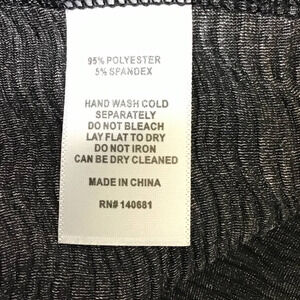 95% POLYESTER
5% SPANDEX
HAND WASH COLD
SEPARATELY
DO NOT BLEACH
LAY FLAT TO DRY
DO NOT IRON
CAN BE DRY CLEANED
MADE IN CHINA
RN# 140681